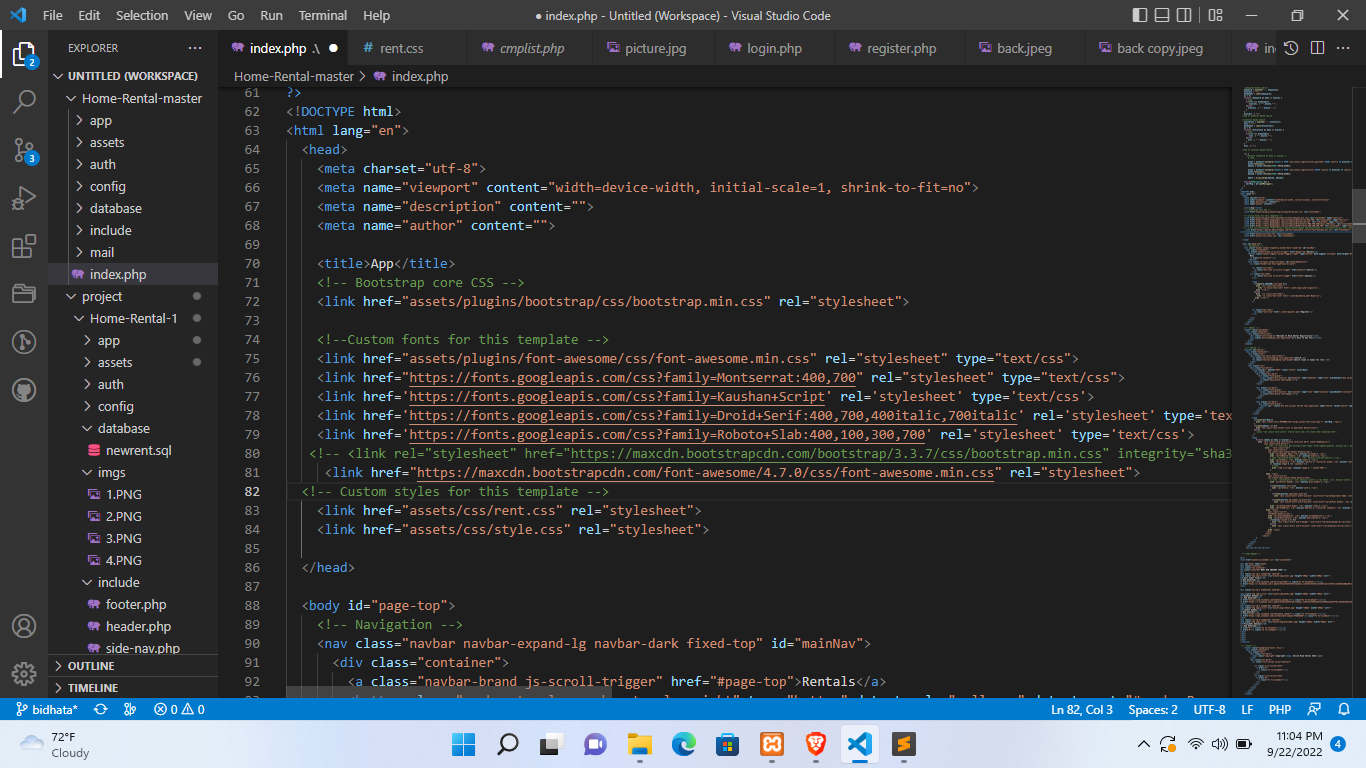 File Edit Selection View Go Run Terminal Help
● index.php - Untitled (Workspace) - Visual Studio Code
EXPLORER
index.php .\ ●
# rent.css
cmplist.php
picture.jpg
login.php
register.php
back.jpeg
back copy.jpeg
Home-Rental-master > index.php
2
3
UNTITLED (WORKSPACE)
Home-Rental-master
app
assets
auth
config
database
include
mail
index.php
project
Home-Rental-1
app
assets
auth
config
database
newrent.sql
imgs
1.PNG
2.PNG
3.PNG
4.PNG
include
footer.php
header.php
side-nav.php
OUTLINE
TIMELINE
61 ?>
62 <!DOCTYPE html>
63 <html lang="en">
64 <head>
65 <meta charset="utf-8">
66 <meta name="viewport" content="width=device-width, initial-scale=1, shrink-to-fit=no">
67 <meta name="description" content="">
68 <meta name="author" content="">
69
70 <title>App</title>
71 <!-- Bootstrap core CSS -->
72 <link href="assets/plugins/bootstrap/css/bootstrap.min.css" rel="stylesheet">
73
74 <!--Custom fonts for this template -->
75 <link href="assets/plugins/font-awesome/css/font-awesome.min.css" rel="stylesheet" type="text/css">
76 <link href="https://fonts.googleapis.com/css?family=Montserrat:400,700" rel="stylesheet" type="text/css">
77 <link href='https://fonts.googleapis.com/css?family=Kaushan+Script' rel='stylesheet' type='text/css'>
78 <link href='https://fonts.googleapis.com/css?family=Droid+Serif:400,700,400italic,700italic' rel='stylesheet' type='tex
79 <link href='https://fonts.googleapis.com/css?family=Roboto+Slab:400,100,300,700' rel='stylesheet' type='text/css'>
80 <!-- <link rel="stylesheet" href="https://maxcdn.bootstrapcdn.com/bootstrap/3.3.7/css/bootstrap.min.css" integrity="sha3
81 <link href="https://maxcdn.bootstrapcdn.com/font-awesome/4.7.0/css/font-awesome.min.css" rel="stylesheet">
82 <!-- Custom styles for this template -->
83 <link href="assets/css/rent.css" rel="stylesheet">
84 <link href="assets/css/style.css" rel="stylesheet">
85
86 </head>
87
88 <body id="page-top">
89 <!-- Navigation -->
90 <nav class="navbar navbar-expand-lg navbar-dark fixed-top" id="mainNav">
91 <div class="container">
92 <a class="navbar-brand js-scroll-trigger" href="#page-top">Rentals</a>
bidhata* 0 0
Ln 82, Col 3 Spaces: 2 UTF-8 LF PHP
72°F
Cloudy
11:04 PM
9/22/2022
4